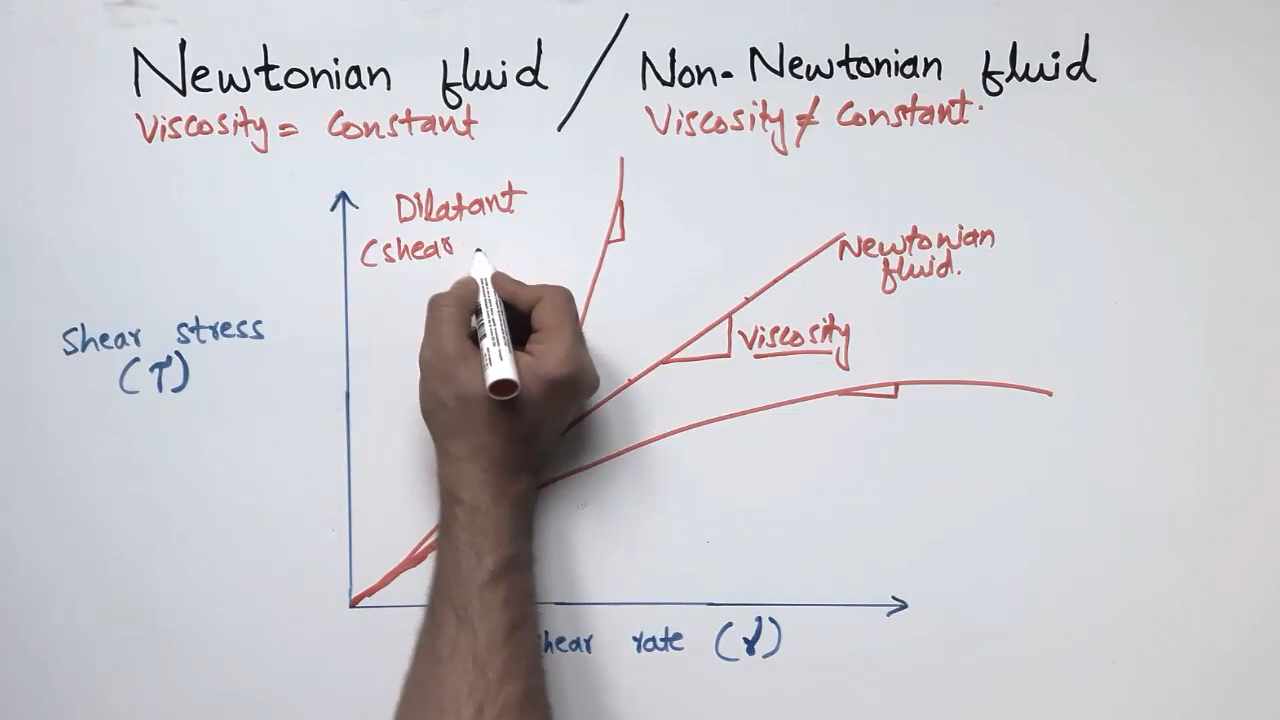 Newtonian fluid / Non-Newtonian fluid
Viscosity = Constant
Viscosity ≠ Constant.
Dilatant
(shear
Newtonian
fluid.
Viscosity
Shear stress
(τ)
hear rate (γ)